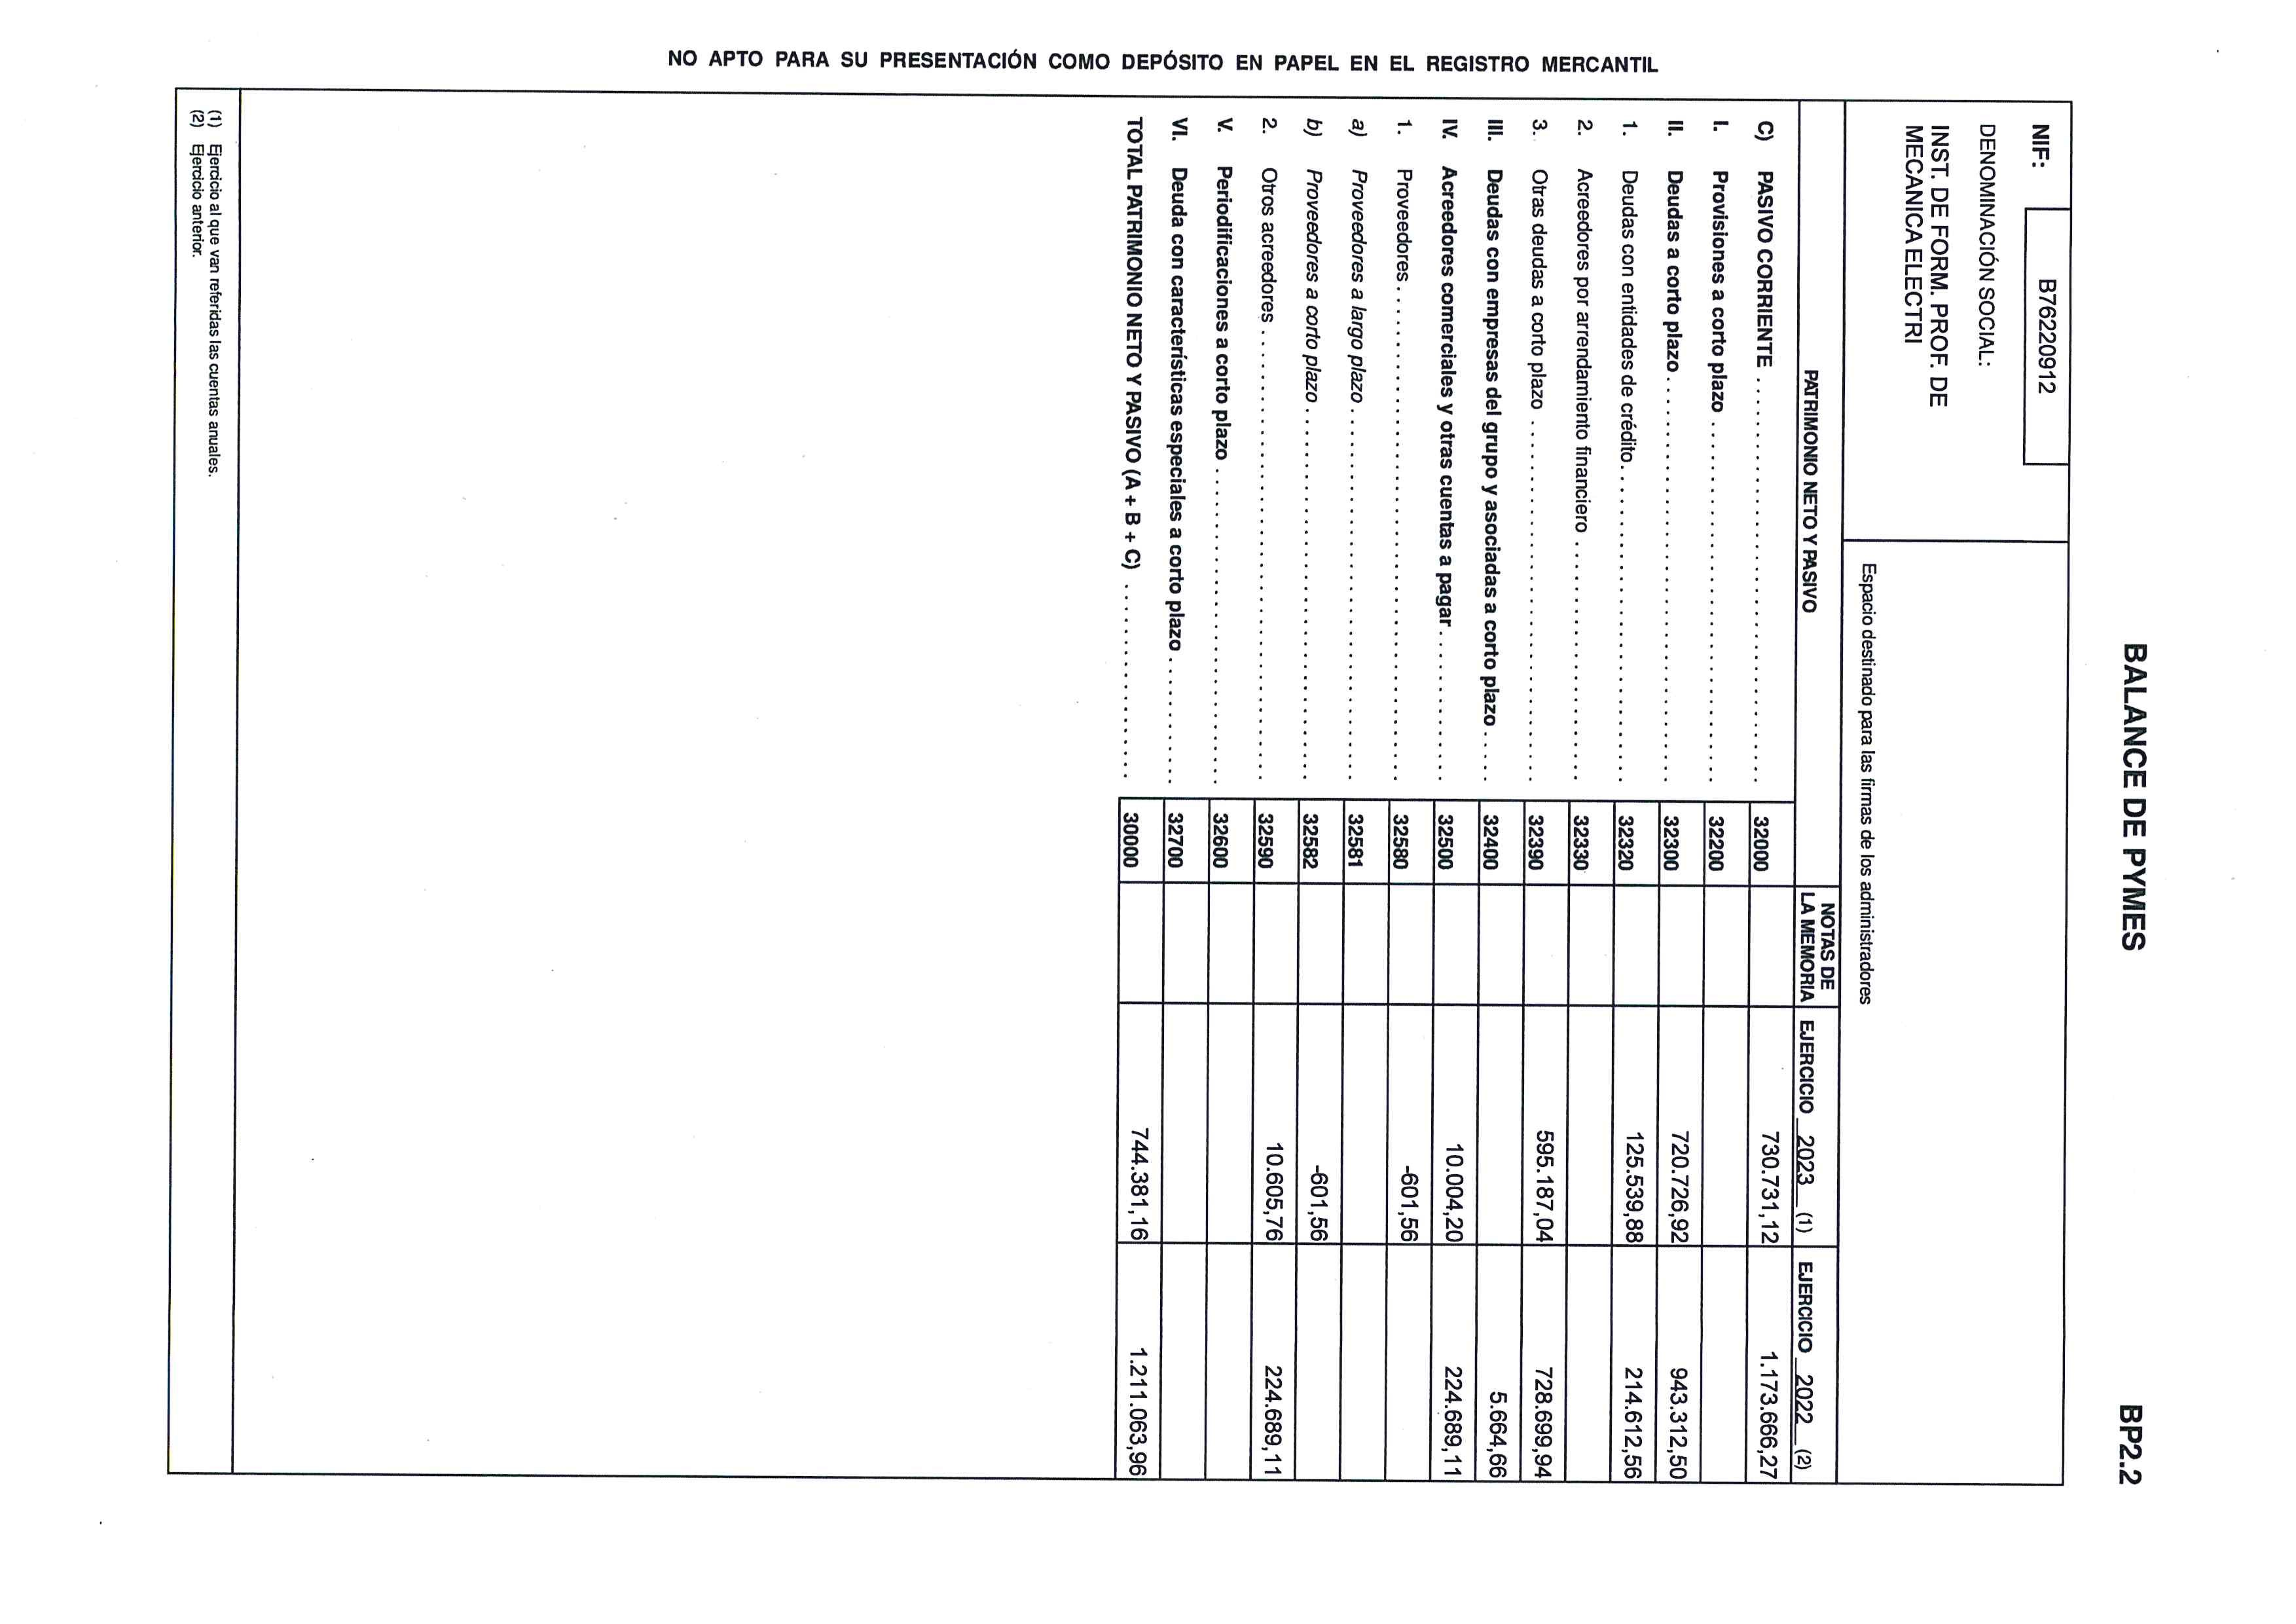 BALANCE DE PYMES BP2.2
NIF: B76220912
DENOMINACIÓN SOCIAL:
INST. DE FORM. PROF. DE
MECANICA ELECTRI
Espacio destinado para las firmas de los administradores
PATRIMONIO NETO Y PASIVO NOTAS DE LA MEMORIA EJERCICIO 2023 (1) EJERCICIO 2022 (2)
C) PASIVO CORRIENTE 32000 730.731,12 1.173.666,27
I. Provisiones a corto plazo 32200
II. Deudas a corto plazo 32300 720.726,92 943.312,50
1. Deudas con entidades de crédito 32320 125.539,88 214.612,56
2. Acreedores por arrendamiento financiero 32330
3. Otras deudas a corto plazo 32390 595.187,04 728.699,94
III. Deudas con empresas del grupo y asociadas a corto plazo 32400 5.664,66
IV. Acreedores comerciales y otras cuentas a pagar 32500 10.004,20 224.689,11
1. Proveedores 32580 -601,56
a) Proveedores a largo plazo 32581
b) Proveedores a corto plazo 32582 -601,56
2. Otros acreedores 32590 10.605,76 224.689,11
V. Periodificaciones a corto plazo 32600
VI. Deuda con características especiales a corto plazo 32700
TOTAL PATRIMONIO NETO Y PASIVO (A + B + C) 30000 744.381,16 1.211.063,96
(1) Ejercicio al que van referidas las cuentas anuales.
(2) Ejercicio anterior.
NO APTO PARA SU PRESENTACIÓN COMO DEPÓSITO EN PAPEL EN EL REGISTRO MERCANTIL